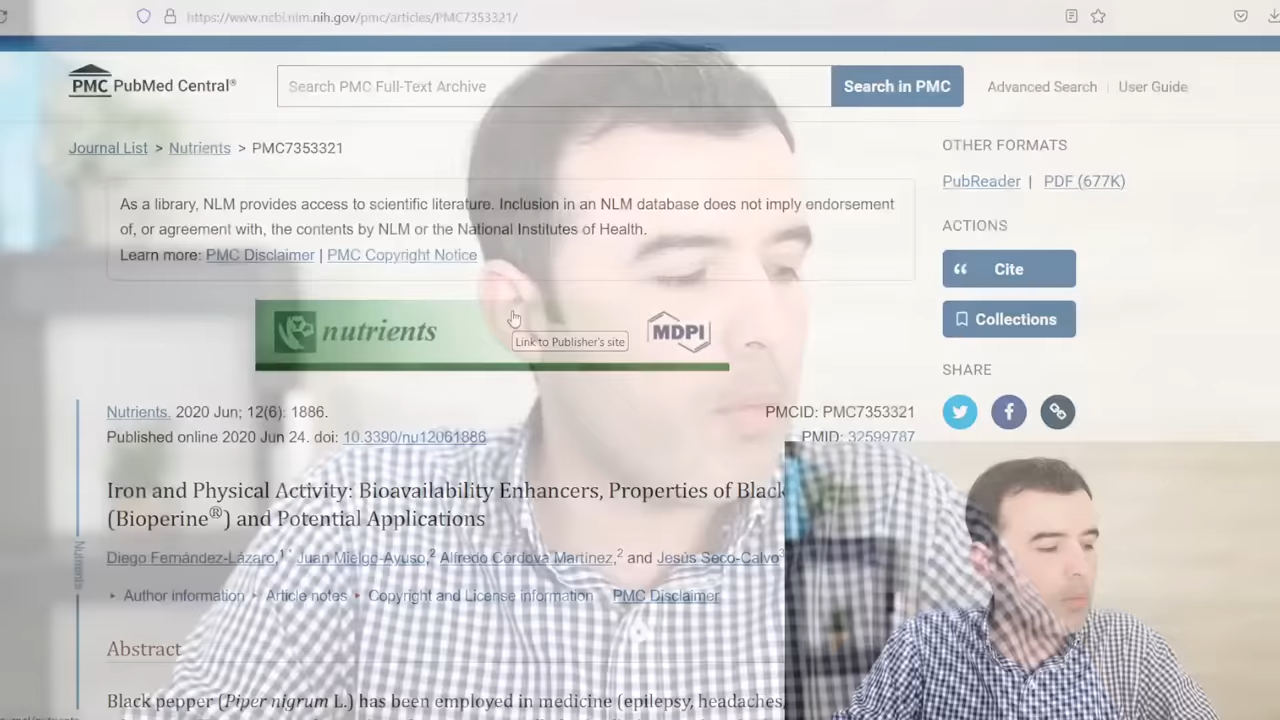 https://www.ncbi.nlm.nih.gov/pmc/articles/PMC7353321/
PMC PubMed Central®
Search PMC Full-Text Archive
Search in PMC
Advanced Search | User Guide
Journal List > Nutrients > PMC7353321
As a library, NLM provides access to scientific literature. Inclusion in an NLM database does not imply endorsement
of, or agreement with, the contents by NLM or the National Institutes of Health.
Learn more: PMC Disclaimer | PMC Copyright Notice
nutrients
MDPI
Link to Publisher's site
Nutrients. 2020 Jun; 12(6): 1886.
PMCID: PMC7353321
Published online 2020 Jun 24. doi: 10.3390/nu12061886
PMID: 32599787
Iron and Physical Activity: Bioavailability Enhancers, Properties of Black
(Bioperine®) and Potential Applications
Diego Fernández-Lázaro,1,* Juan Mielgo-Ayuso,2 Alfredo Córdova Martínez,2 and Jesús Seco-Calvo3
Author information Article notes Copyright and License information PMC Disclaimer
Abstract
Black pepper (Piper nigrum L.) has been employed in medicine (epilepsy, headaches,
Nutrients
OTHER FORMATS
PubReader | PDF (677K)
ACTIONS
Cite
Collections
SHARE